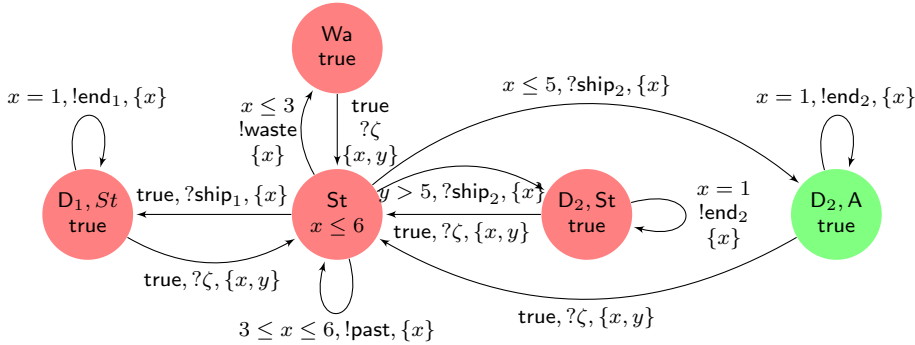 Wa
true
x = 1, !end₁, {x}
x ≤ 3
!waste
{x}
true
?ζ
{x, y}
x ≤ 5, ?ship₂, {x}
x = 1, !end₂, {x}
D₁, St
true
true, ?ship₁, {x}
St
x ≤ 6
y > 5, ?ship₂, {x}
true, ?ζ, {x, y}
D₂, St
true
x = 1
!end₂
{x}
D₂, A
true
true, ?ζ, {x, y}
3 ≤ x ≤ 6, !past, {x}
true, ?ζ, {x, y}